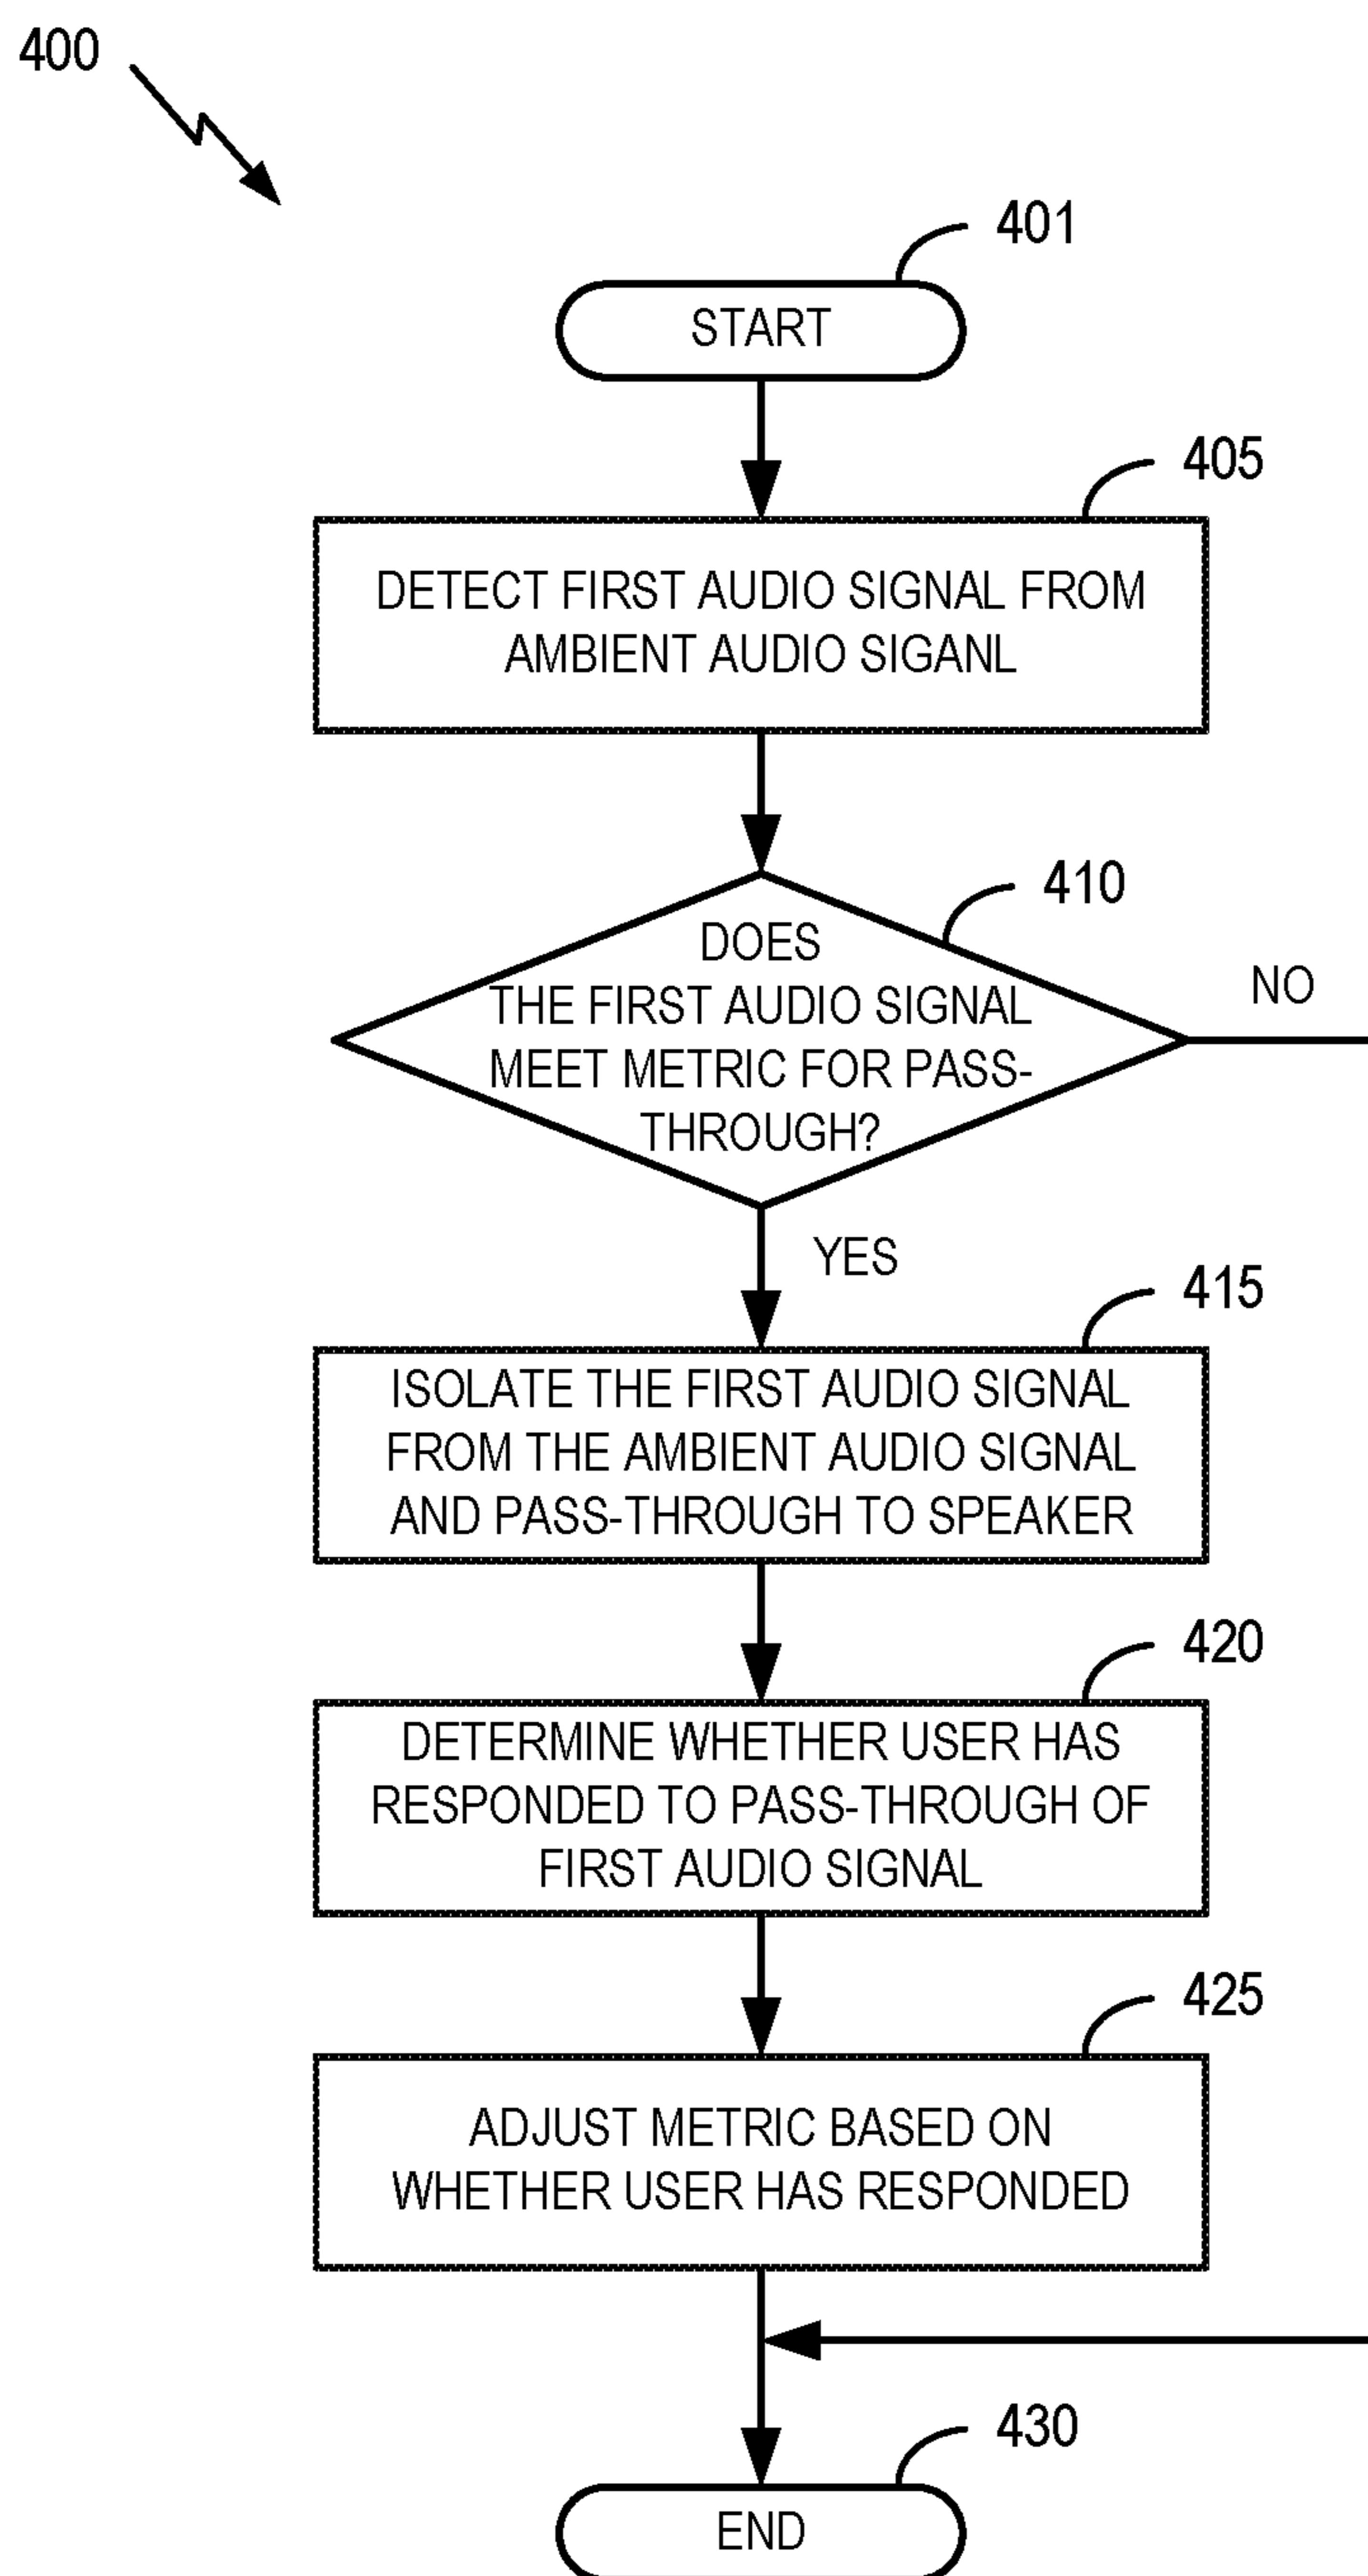 400
401
START
405
DETECT FIRST AUDIO SIGNAL FROM
AMBIENT AUDIO SIGANL
410
DOES
THE FIRST AUDIO SIGNAL
MEET METRIC FOR PASS-
THROUGH?
NO
YES
415
ISOLATE THE FIRST AUDIO SIGNAL
FROM THE AMBIENT AUDIO SIGNAL
AND PASS-THROUGH TO SPEAKER
420
DETERMINE WHETHER USER HAS
RESPONDED TO PASS-THROUGH OF
FIRST AUDIO SIGNAL
425
ADJUST METRIC BASED ON
WHETHER USER HAS RESPONDED
430
END